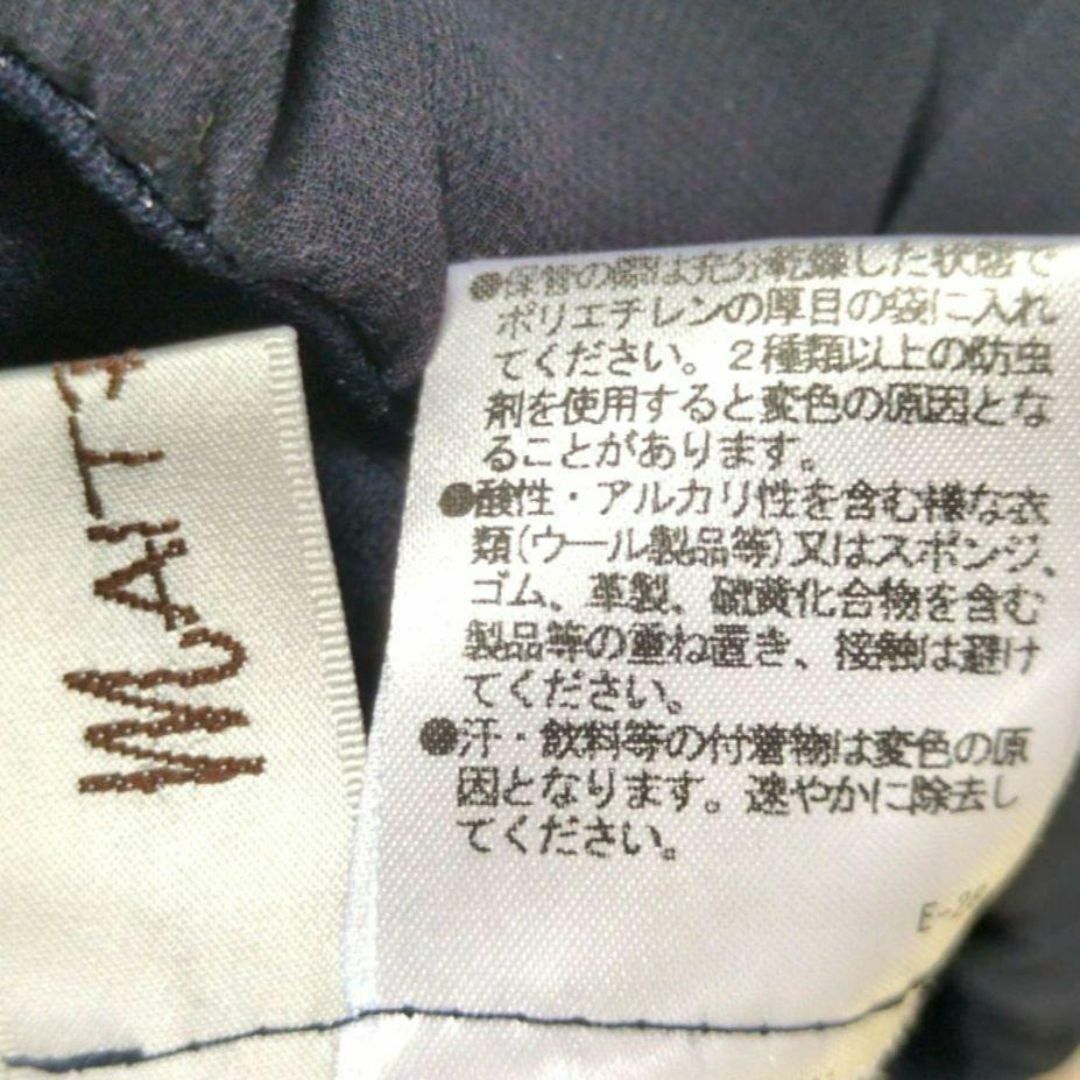 ●保管の際は充分乾燥した状態で
ポリエチレンの厚目の袋に入れ
てください。2種類以上の防虫
剤を使用すると変色の原因とな
ることがあります。
●酸性・アルカリ性を含む様な衣
類(ウール製品等)又はスポンジ、
ゴム、革製、硫黄化合物を含む
製品等の重ね置き、接触は避け
てください。
●汗・飲料等の付着物は変色の原
因となります。速やかに除去し
てください。